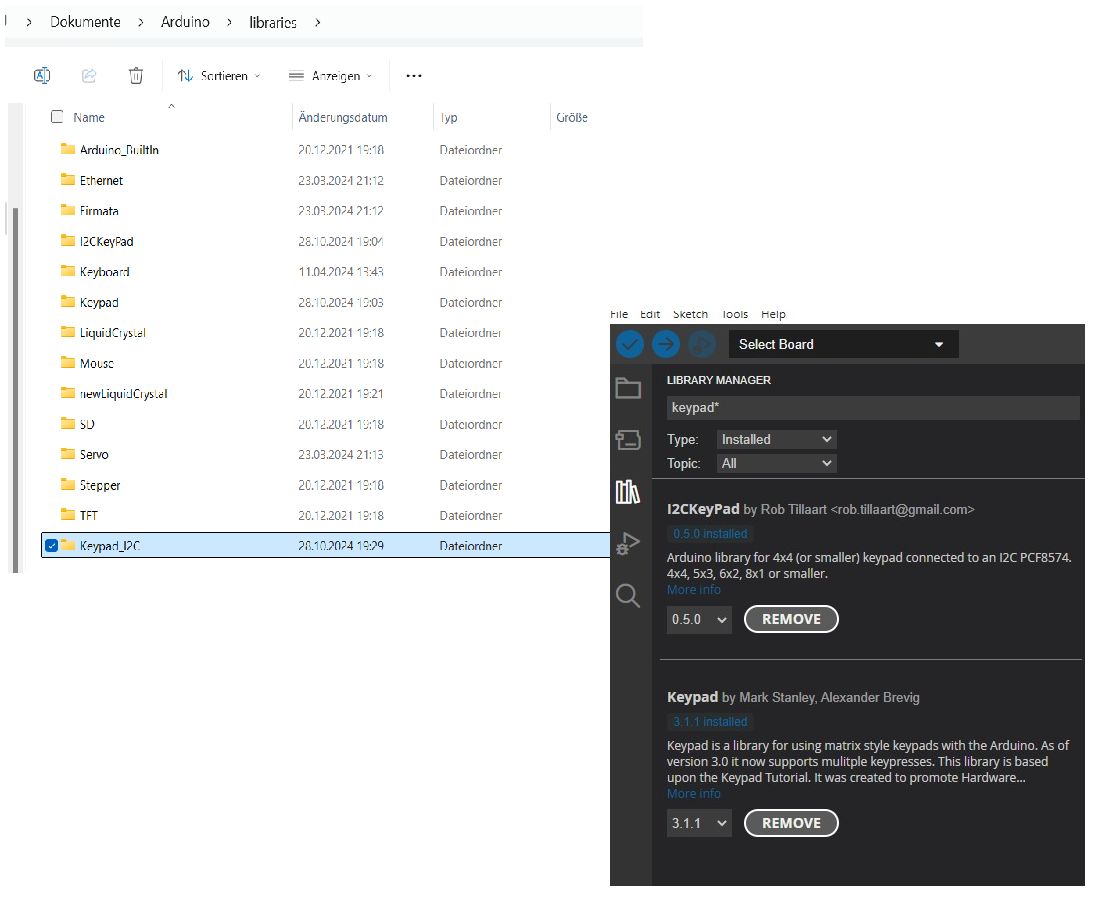 > Dokumente > Arduino > libraries >
Sortieren Anzeigen ...
Name Änderungsdatum Typ Größe
Arduino_BuiltIn 20.12.2021 19:18 Dateiordner
Ethernet 23.03.2024 21:12 Dateiordner
Firmata 23.03.2024 21:12 Dateiordner
I2CKeyPad 28.10.2024 19:04 Dateiordner
Keyboard 11.04.2024 13:43 Dateiordner
Keypad 28.10.2024 19:03 Dateiordner
LiquidCrystal 20.12.2021 19:18 Dateiordner
Mouse 20.12.2021 19:18 Dateiordner
newLiquidCrystal 20.12.2021 19:21 Dateiordner
SD 20.12.2021 19:18 Dateiordner
Servo 23.03.2024 21:13 Dateiordner
Stepper 20.12.2021 19:18 Dateiordner
TFT 20.12.2021 19:18 Dateiordner
Keypad_I2C 28.10.2024 19:29 Dateiordner
File Edit Sketch Tools Help
Select Board
LIBRARY MANAGER
keypad*
Type: Installed
Topic: All
I2CKeyPad by Rob Tillaart <rob.tillaart@gmail.com>
0.5.0 installed
Arduino library for 4x4 (or smaller) keypad connected to an I2C PCF8574.
4x4, 5x3, 6x2, 8x1 or smaller.
More info
0.5.0 REMOVE
Keypad by Mark Stanley, Alexander Brevig
3.1.1 installed
Keypad is a library for using matrix style keypads with the Arduino. As of
version 3.0 it now supports mulitple keypresses. This library is based
upon the Keypad Tutorial. It was created to promote Hardware...
More info
3.1.1 REMOVE